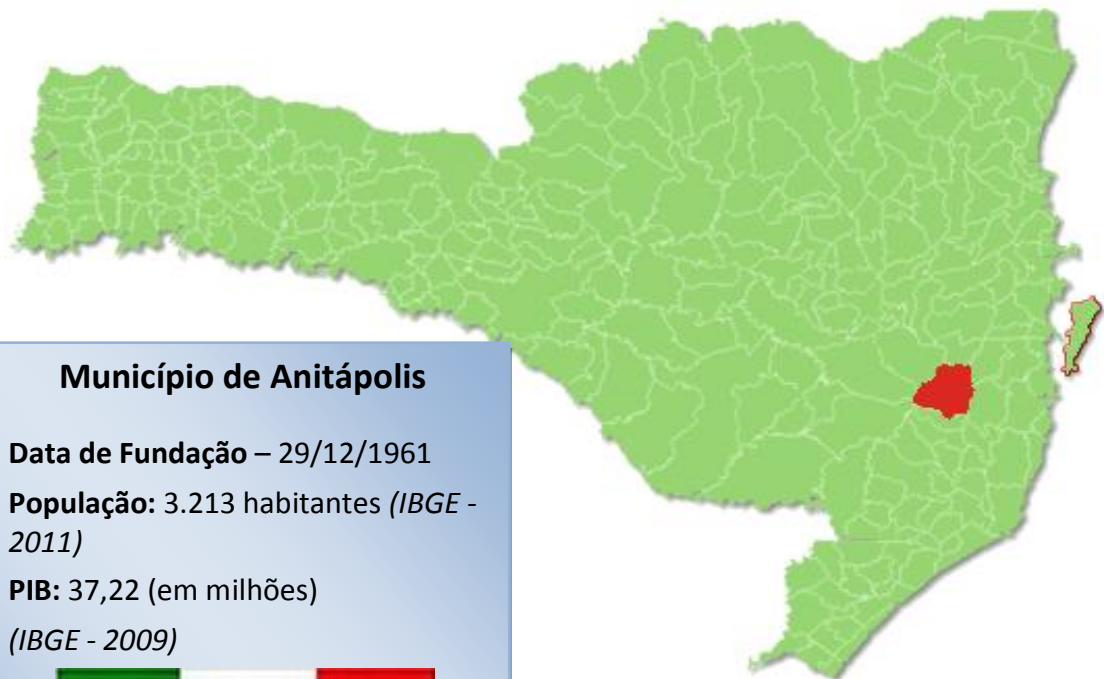 Município de Anitápolis
Data de Fundação – 29/12/1961
População: 3.213 habitantes (IBGE -
2011)
PIB: 37,22 (em milhões)
(IBGE - 2009)